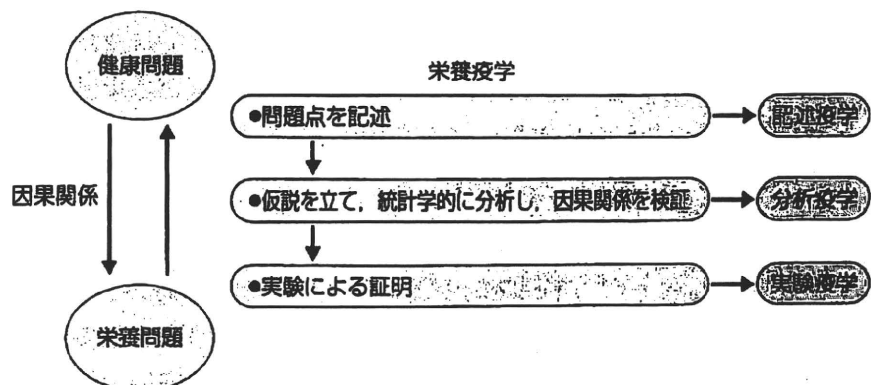 健康問題
栄養疫学
●問題点を記述
記述疫学
因果関係
●仮説を立て，統計学的に分析し，因果関係を検証
分析疫学
●実験による証明
実験疫学
栄養問題